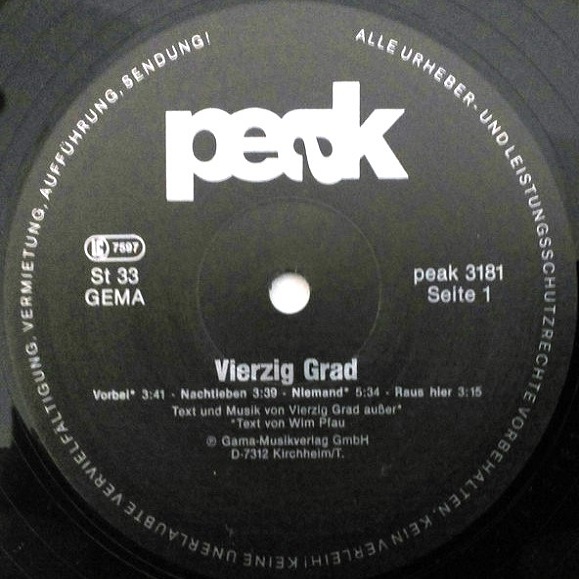 ALLE URHEBER- UND LEISTUNGSSCHUTZRECHTE VORBEHALTEN. KEIN VERLEIH! KEINE UNERLAUBTE VERVIELFÄLTIGUNG, VERMIETUNG, AUFFÜHRUNG, SENDUNG!
peak
LC 7597
St 33
GEMA
peak 3181
Seite 1
Vierzig Grad
Vorbei* 3:41 · Nachtleben 3:39 · Niemand* 5:34 · Raus hier 3:15
Text und Musik von Vierzig Grad außer*
*Text von Wim Pfau
℗ Gama-Musikverlag GmbH
D-7312 Kirchheim/T.